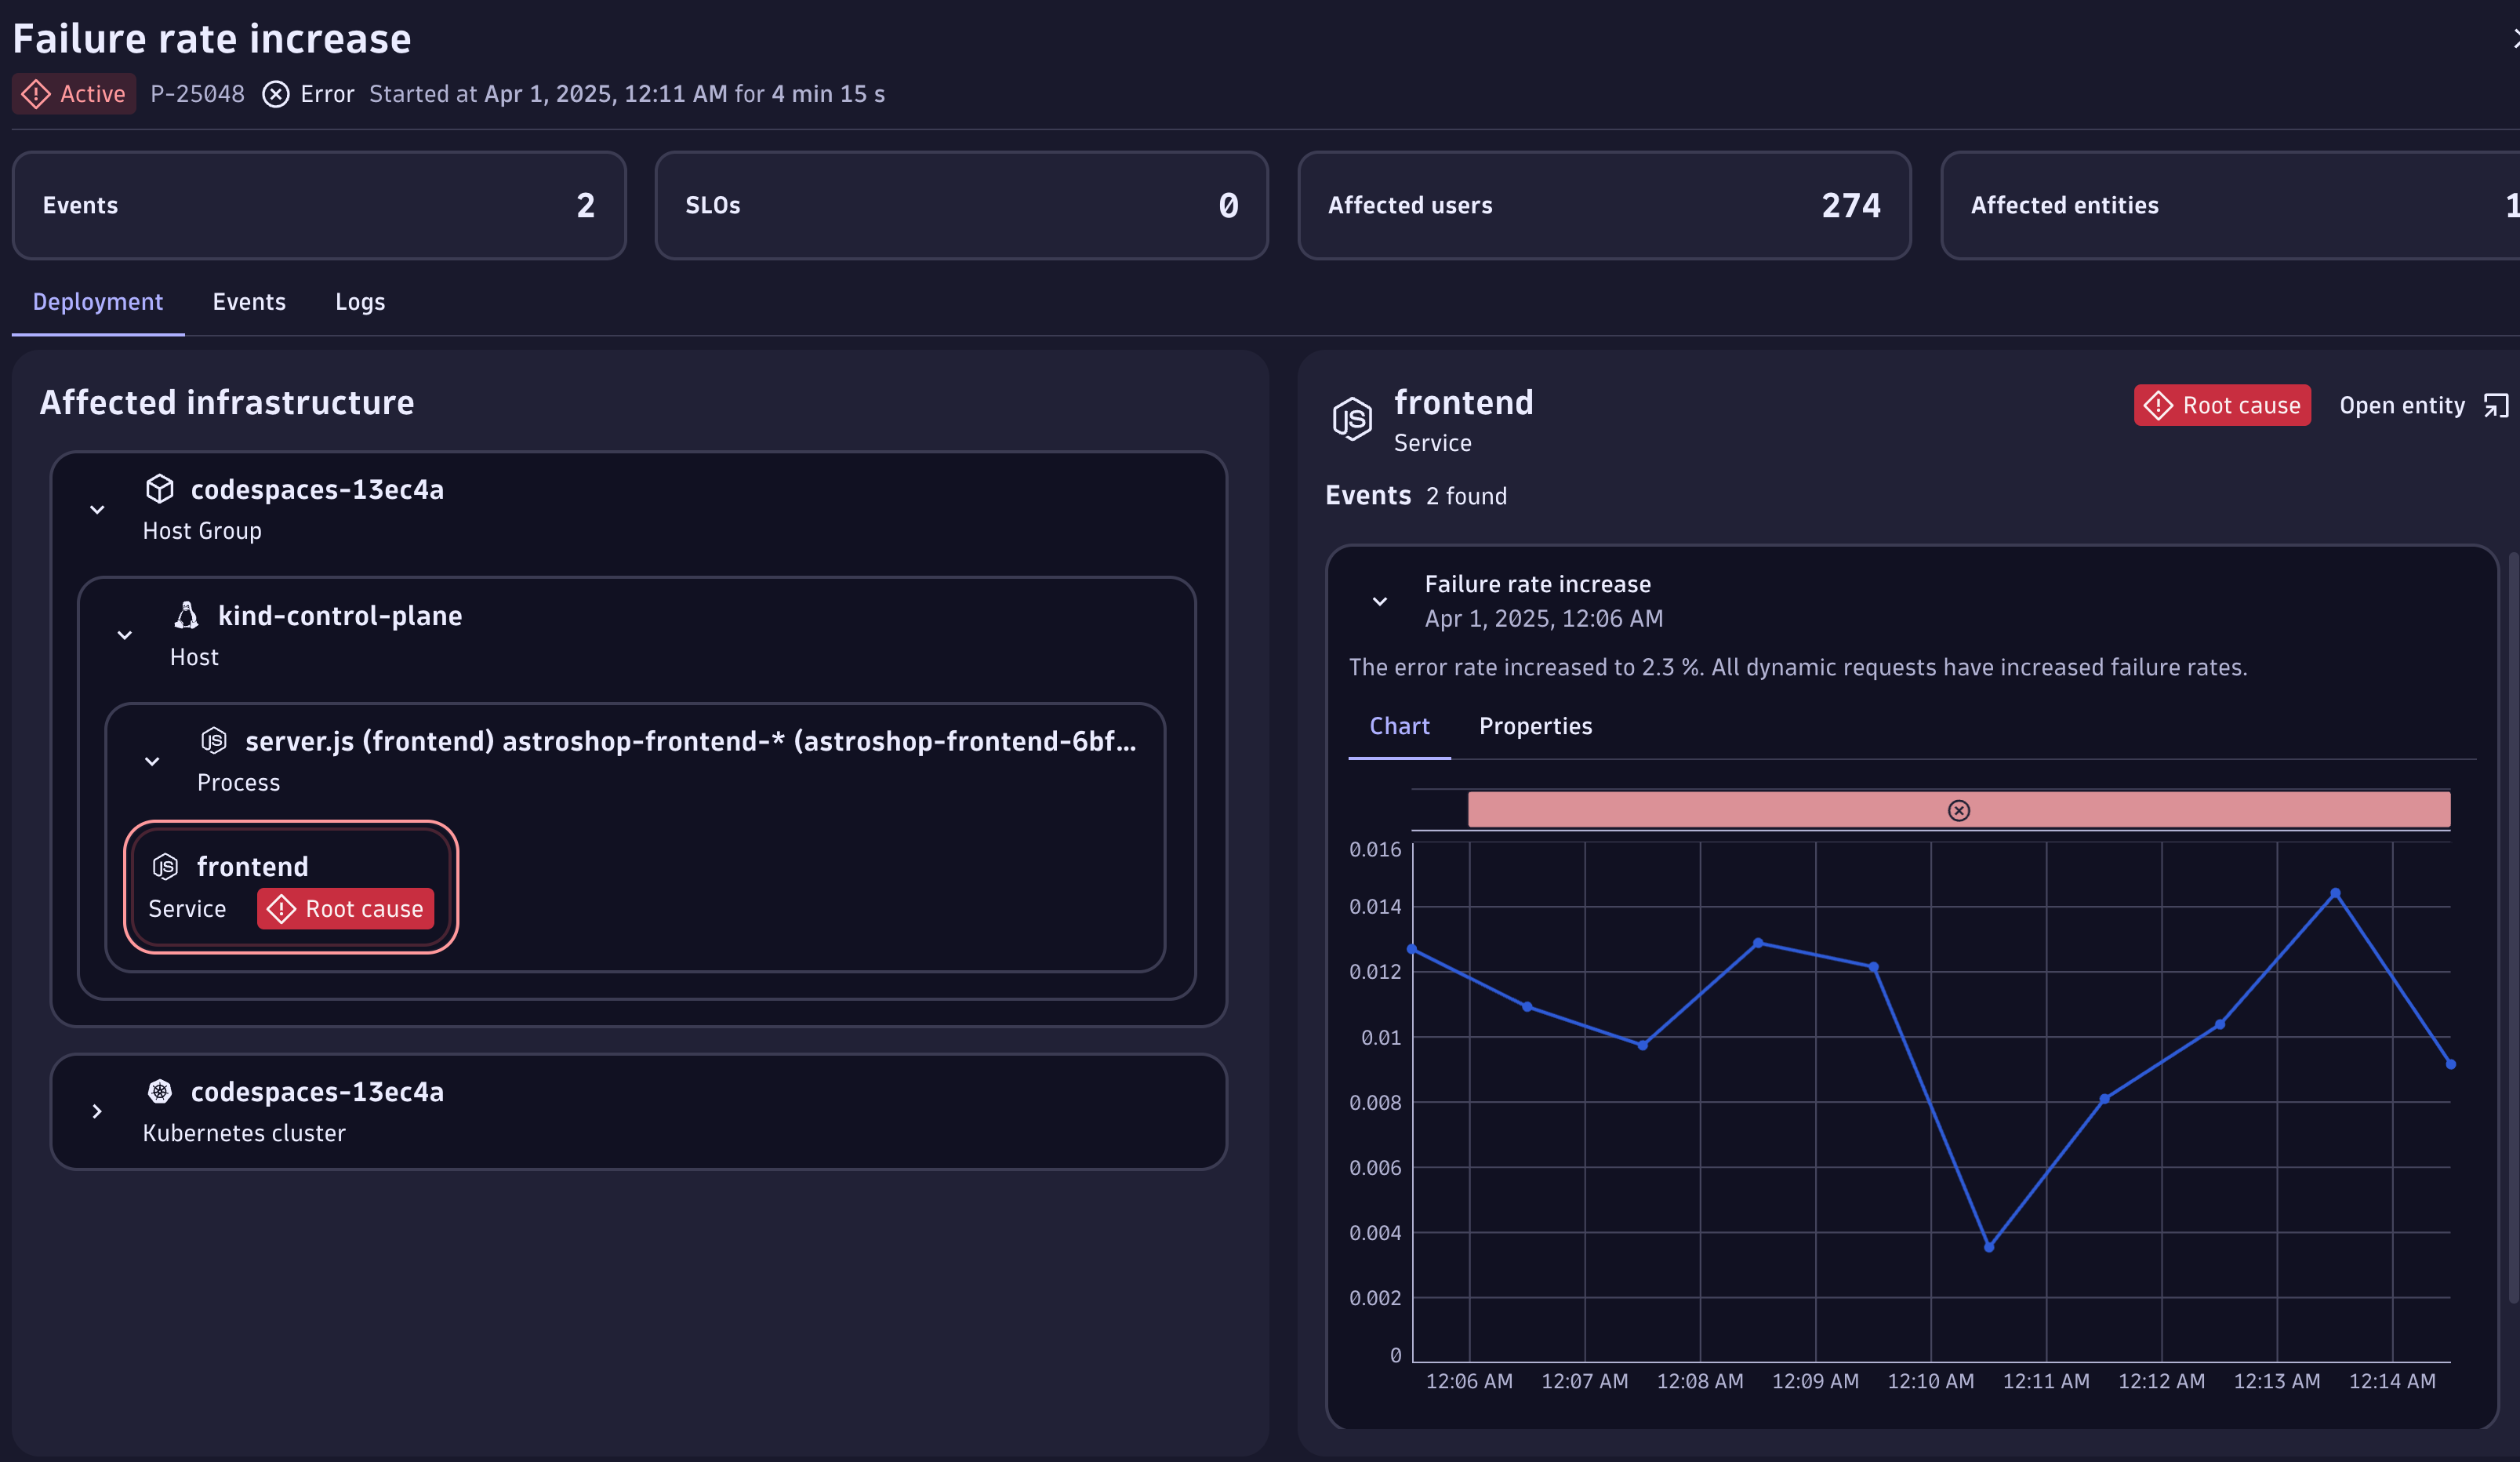 Failure rate increase
Active P-25048 Error Started at Apr 1, 2025, 12:11 AM for 4 min 15 s
Events 2
SLOs 0
Affected users 274
Affected entities 1
Deployment Events Logs
Affected infrastructure
codespaces-13ec4a
Host Group
kind-control-plane
Host
server.js (frontend) astroshop-frontend-* (astroshop-frontend-6bf...
Process
frontend
Service Root cause
codespaces-13ec4a
Kubernetes cluster
frontend
Service
Root cause
Open entity
Events 2 found
Failure rate increase
Apr 1, 2025, 12:06 AM
The error rate increased to 2.3 %. All dynamic requests have increased failure rates.
Chart Properties
0.016
0.014
0.012
0.01
0.008
0.006
0.004
0.002
0
12:06 AM 12:07 AM 12:08 AM 12:09 AM 12:10 AM 12:11 AM 12:12 AM 12:13 AM 12:14 AM